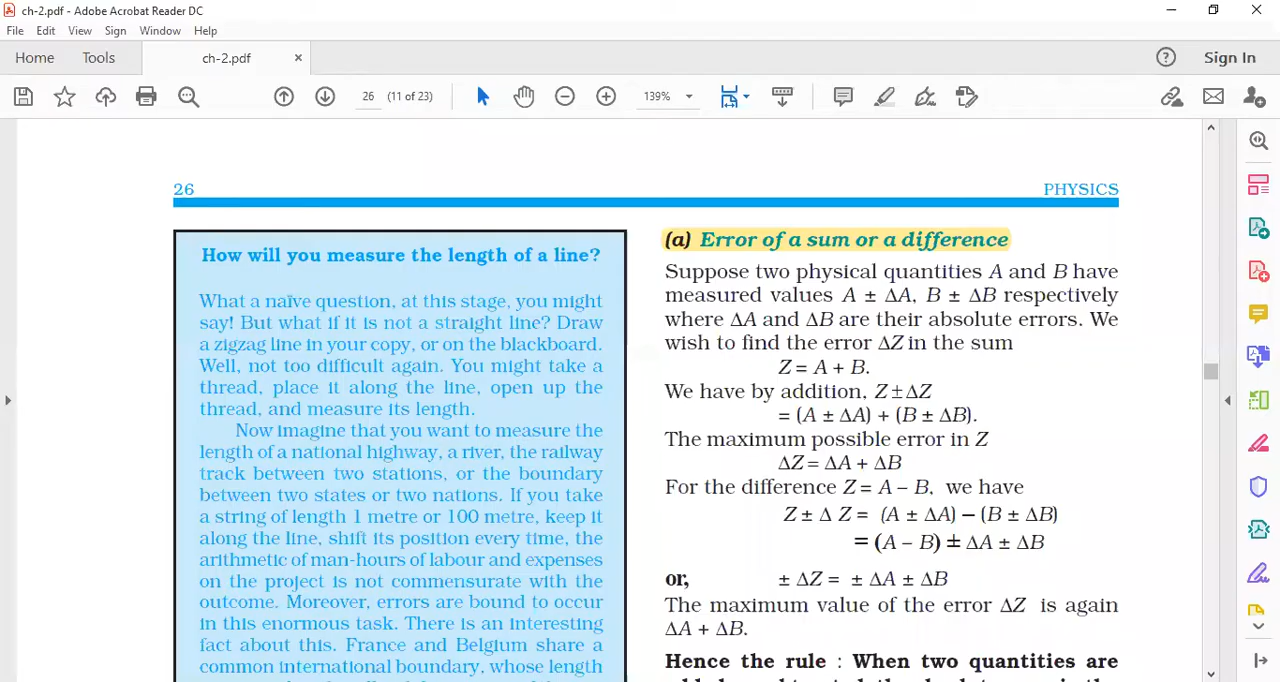 ch-2.pdf - Adobe Acrobat Reader DC
File Edit View Sign Window Help
Home Tools ch-2.pdf × ? Sign In
26 (11 of 23) 139%
26 PHYSICS
How will you measure the length of a line?
What a naïve question, at this stage, you might
say! But what if it is not a straight line? Draw
a zigzag line in your copy, or on the blackboard.
Well, not too difficult again. You might take a
thread, place it along the line, open up the
thread, and measure its length.
Now imagine that you want to measure the
length of a national highway, a river, the railway
track between two stations, or the boundary
between two states or two nations. If you take
a string of length 1 metre or 100 metre, keep it
along the line, shift its position every time, the
arithmetic of man-hours of labour and expenses
on the project is not commensurate with the
outcome. Moreover, errors are bound to occur
in this enormous task. There is an interesting
fact about this. France and Belgium share a
common international boundary, whose length
(a) Error of a sum or a difference
Suppose two physical quantities A and B have
measured values A ± ΔA, B ± ΔB respectively
where ΔA and ΔB are their absolute errors. We
wish to find the error ΔZ in the sum
Z = A + B.
We have by addition, Z ± ΔZ
= (A ± ΔA) + (B ± ΔB).
The maximum possible error in Z
ΔZ = ΔA + ΔB
For the difference Z = A – B, we have
Z ± Δ Z = (A ± ΔA) – (B ± ΔB)
= (A – B) ± ΔA ± ΔB
or, ± ΔZ = ± ΔA ± ΔB
The maximum value of the error ΔZ is again
ΔA + ΔB.
Hence the rule : When two quantities are